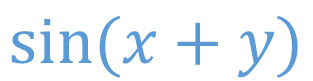 sin(x + y)